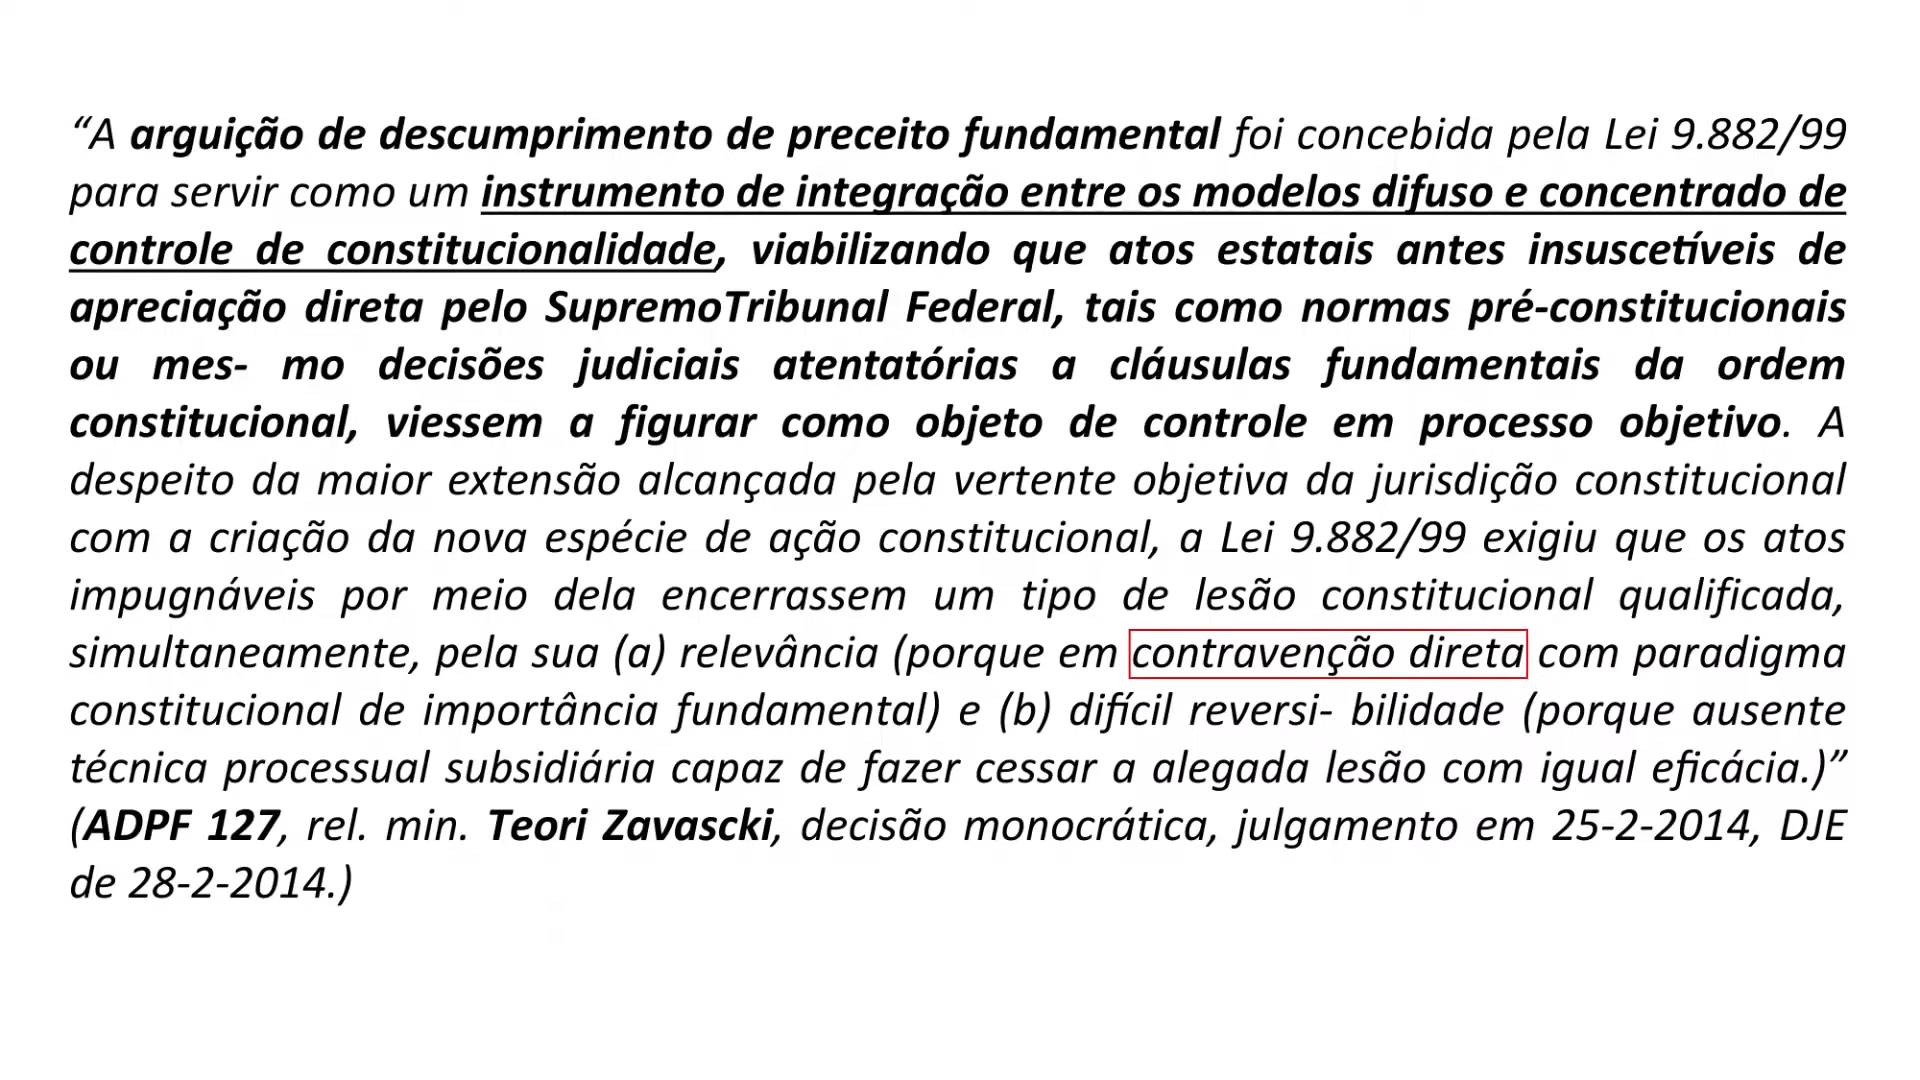 “A arguição de descumprimento de preceito fundamental foi concebida pela Lei 9.882/99
para servir como um instrumento de integração entre os modelos difuso e concentrado de
controle de constitucionalidade, viabilizando que atos estatais antes insuscetíveis de
apreciação direta pelo SupremoTribunal Federal, tais como normas pré-constitucionais
ou mes- mo decisões judiciais atentatórias a cláusulas fundamentais da ordem
constitucional, viessem a figurar como objeto de controle em processo objetivo. A
despeito da maior extensão alcançada pela vertente objetiva da jurisdição constitucional
com a criação da nova espécie de ação constitucional, a Lei 9.882/99 exigiu que os atos
impugnáveis por meio dela encerrassem um tipo de lesão constitucional qualificada,
simultaneamente, pela sua (a) relevância (porque em contravenção direta com paradigma
constitucional de importância fundamental) e (b) difícil reversi- bilidade (porque ausente
técnica processual subsidiária capaz de fazer cessar a alegada lesão com igual eficácia.)”
(ADPF 127, rel. min. Teori Zavascki, decisão monocrática, julgamento em 25-2-2014, DJE
de 28-2-2014.)